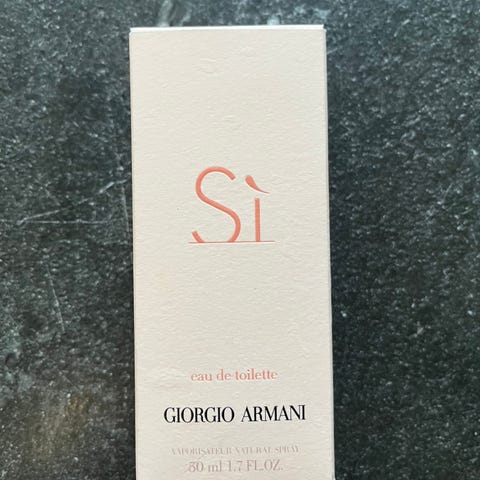 Sì
eau de toilette
GIORGIO ARMANI
VAPORISATEUR NATURAL SPRAY
50 ml 1.7 FL.OZ.